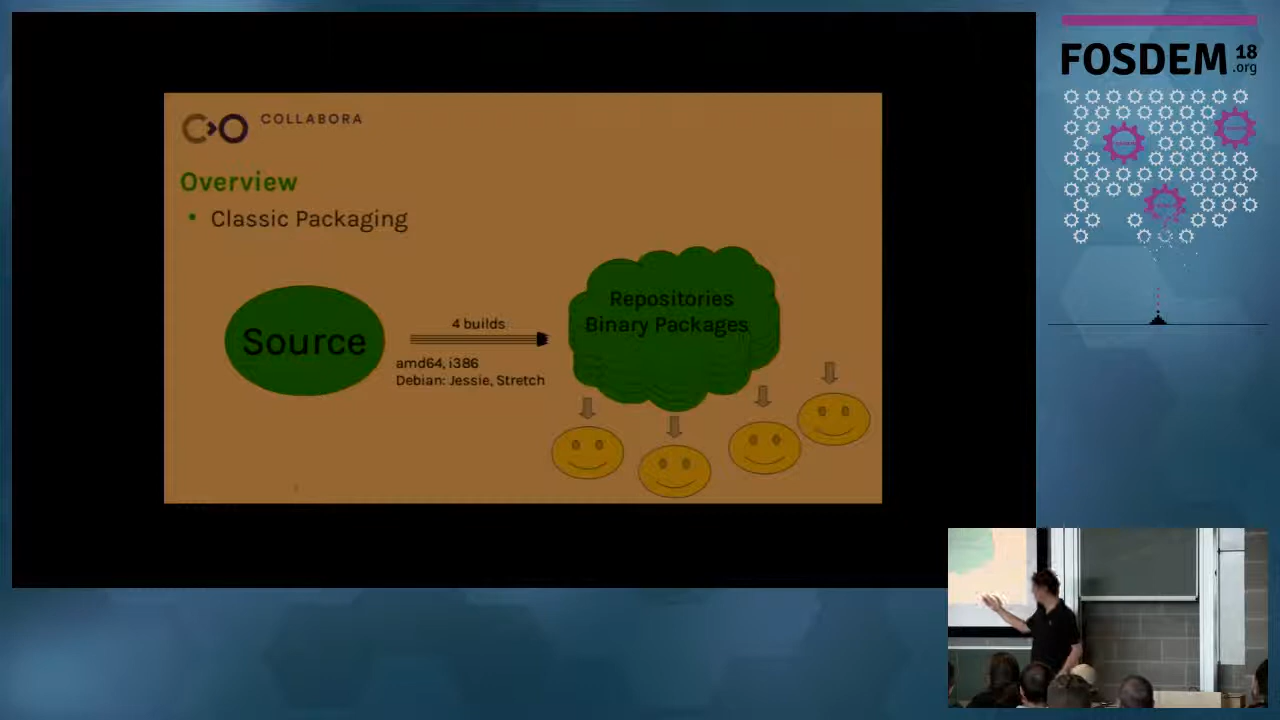 COLLABORA
Overview
• Classic Packaging
Source
4 builds
amd64, i386
Debian: Jessie, Stretch
Repositories
Binary Packages
FOSDEM 18
.org